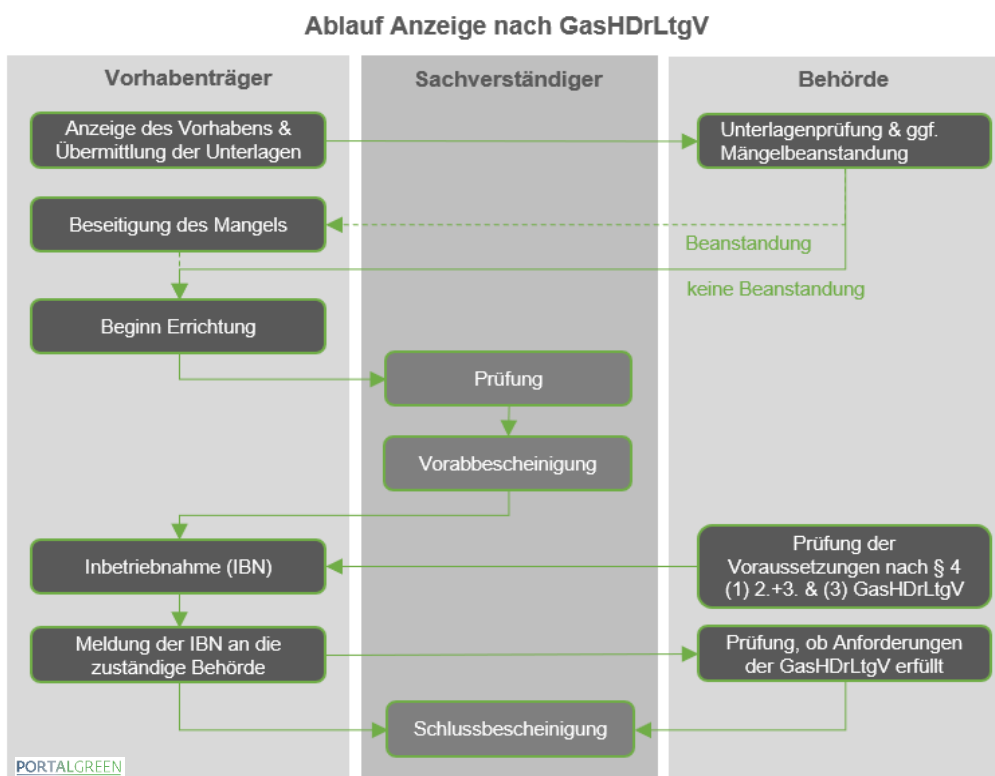 Ablauf Anzeige nach GasHDrLtgV
Vorhabenträger
Sachverständiger
Behörde
Anzeige des Vorhabens &
Übermittlung der Unterlagen
Unterlagenprüfung & ggf.
Mängelbeanstandung
Beseitigung des Mangels
Beanstandung
keine Beanstandung
Beginn Errichtung
Prüfung
Vorabbescheinigung
Inbetriebnahme (IBN)
Prüfung der
Voraussetzungen nach § 4
(1) 2.+3. & (3) GasHDrLtgV
Meldung der IBN an die
zuständige Behörde
Prüfung, ob Anforderungen
der GasHDrLtgV erfüllt
Schlussbescheinigung
PORTALGREEN